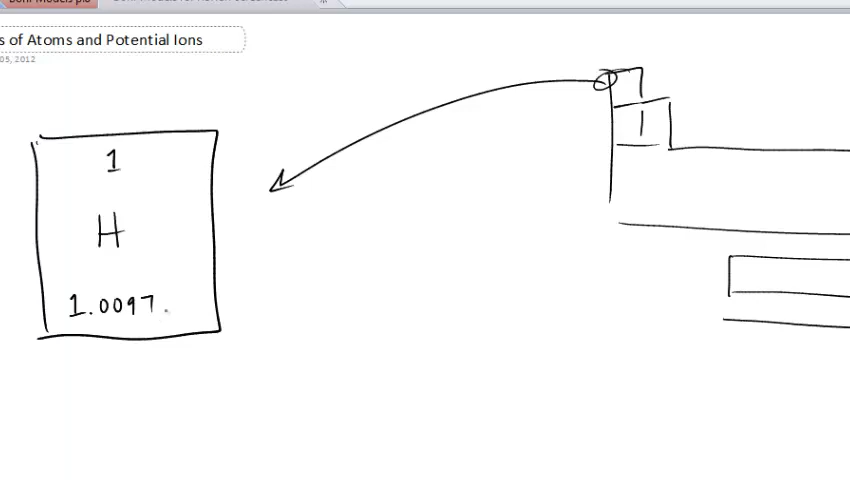 s of Atoms and Potential Ions
05, 2012
1
H
1.0097.